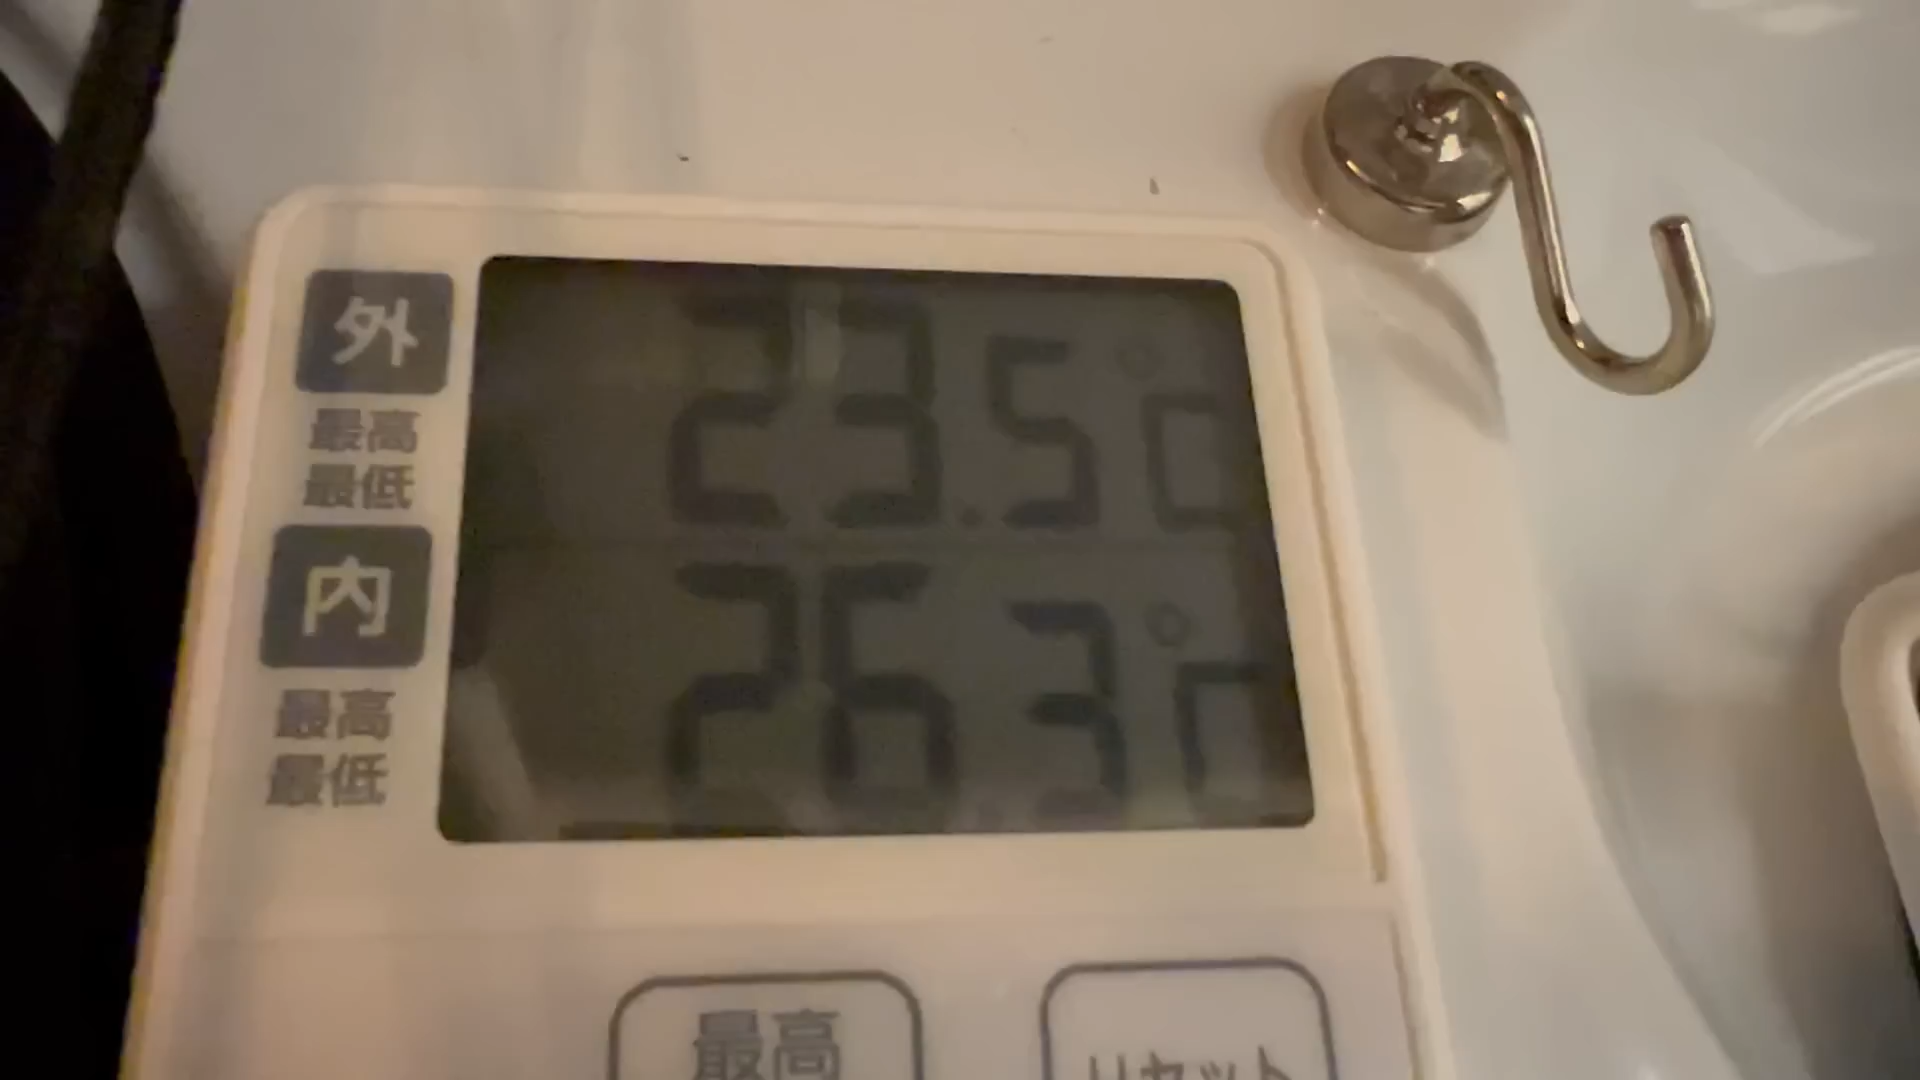 外 23.5℃
最高
最低
内 26.3℃
最高
最低
最高 リセット